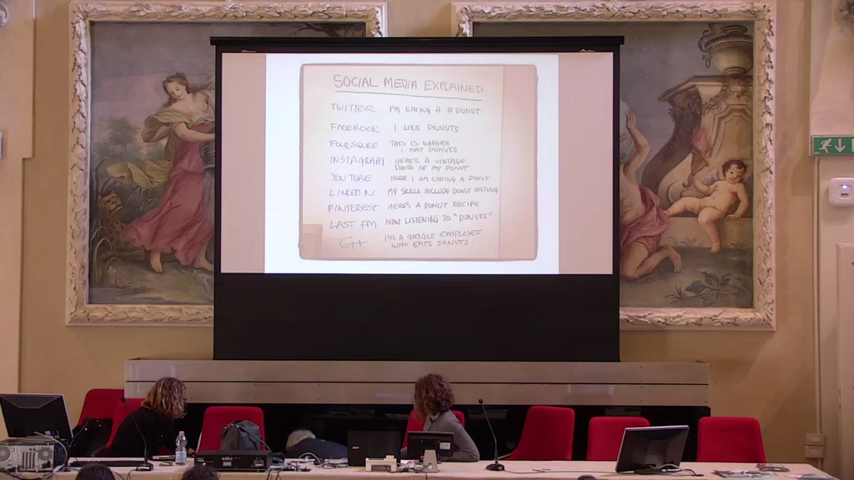 SOCIAL MEDIA EXPLAINED
TWITTER I'M EATING A # DONUT
FACEBOOK I LIKE DONUTS
FOURSQUARE THIS IS WHERE
I EAT DONUTS
INSTAGRAM HERE'S A VINTAGE
PHOTO OF MY DONUT
YOU TUBE HERE I AM EATING A DONUT
LINKED IN MY SKILLS INCLUDE DONUT EATING
PINTEREST HERE'S A DONUT RECIPE
LAST FM NOW LISTENING TO "DONUTS"
G+ I'M A GOOGLE EMPLOYEE
WHO EATS DONUTS.